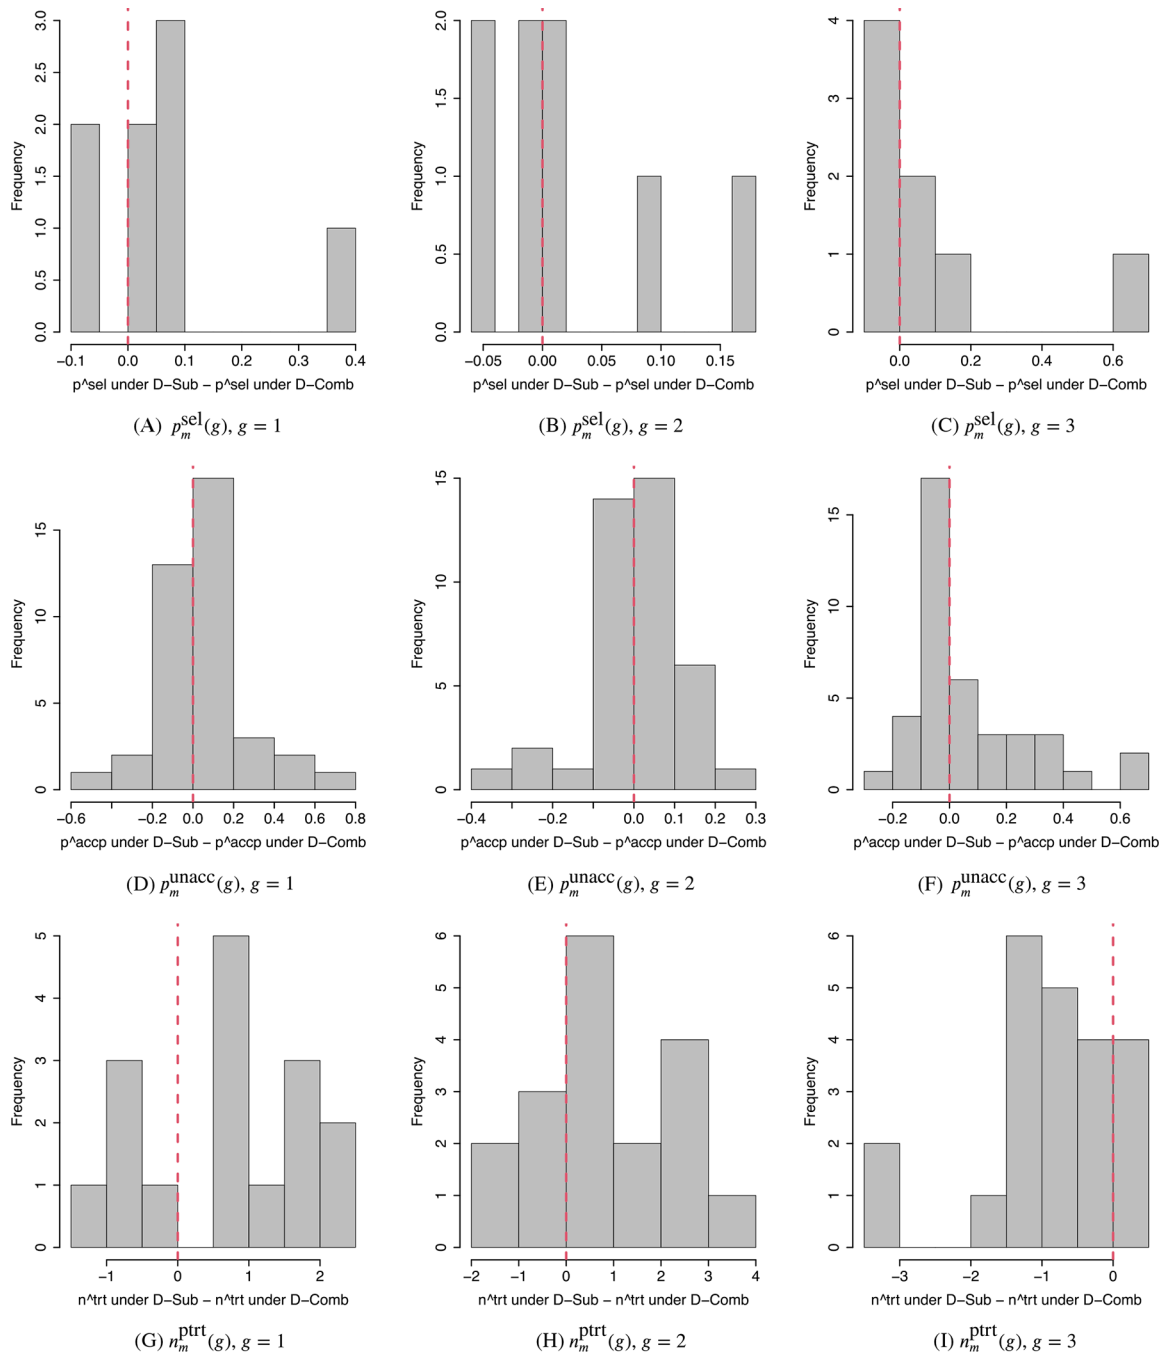 0.0 0.5 1.0 1.5 2.0 2.5 3.0
Frequency
−0.1 0.0 0.1 0.2 0.3 0.4
p^sel under D−Sub − p^sel under D−Comb
(A) p_m^sel(g), g = 1
0.0 0.5 1.0 1.5 2.0
Frequency
−0.05 0.00 0.05 0.10 0.15
p^sel under D−Sub − p^sel under D−Comb
(B) p_m^sel(g), g = 2
0 1 2 3 4
Frequency
0.0 0.2 0.4 0.6
p^sel under D−Sub − p^sel under D−Comb
(C) p_m^sel(g), g = 3
0 5 10 15
Frequency
−0.6 −0.2 0.0 0.2 0.4 0.6 0.8
p^accp under D−Sub − p^accp under D−Comb
(D) p_m^unacc(g), g = 1
0 5 10 15
Frequency
−0.4 −0.2 0.0 0.1 0.2 0.3
p^accp under D−Sub − p^accp under D−Comb
(E) p_m^unacc(g), g = 2
0 5 10 15
Frequency
−0.2 0.0 0.2 0.4 0.6
p^accp under D−Sub − p^accp under D−Comb
(F) p_m^unacc(g), g = 3
0 1 2 3 4 5
Frequency
−1 0 1 2
n^trt under D−Sub − n^trt under D−Comb
(G) n_m^ptrt(g), g = 1
0 1 2 3 4 5 6
Frequency
−2 −1 0 1 2 3 4
n^trt under D−Sub − n^trt under D−Comb
(H) n_m^ptrt(g), g = 2
0 1 2 3 4 5 6
Frequency
−3 −2 −1 0
n^trt under D−Sub − n^trt under D−Comb
(I) n_m^ptrt(g), g = 3